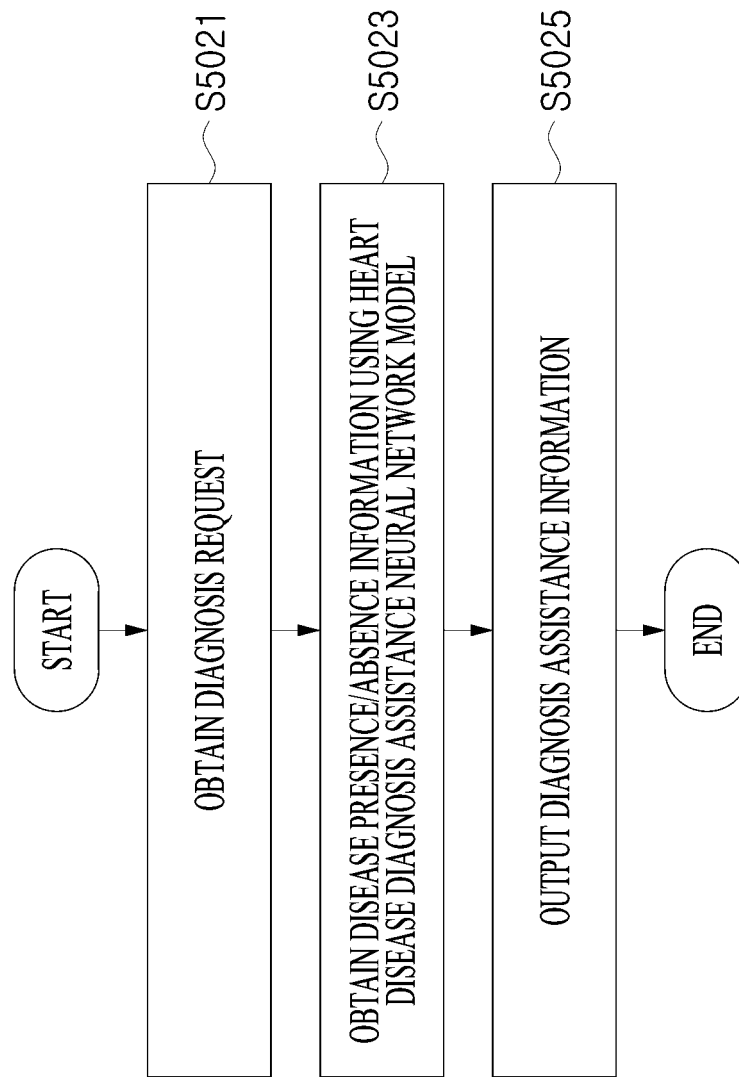 START
OBTAIN DIAGNOSIS REQUEST
S5021
OBTAIN DISEASE PRESENCE/ABSENCE INFORMATION USING HEART
DISEASE DIAGNOSIS ASSISTANCE NEURAL NETWORK MODEL
S5023
OUTPUT DIAGNOSIS ASSISTANCE INFORMATION
S5025
END